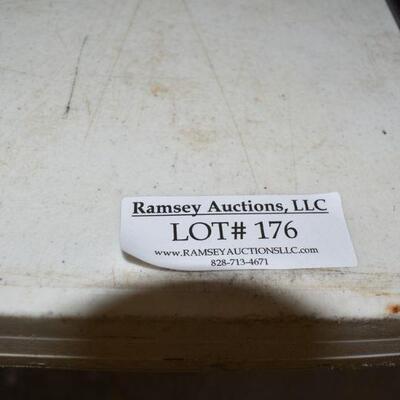 Ramsey Auctions, LLC
LOT# 176
www.RAMSEYAUCTIONSLLC.com
828-713-4671